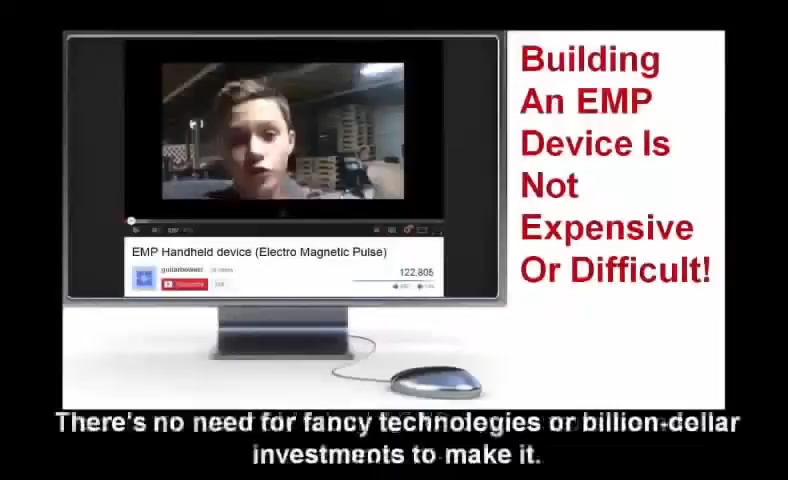 Building
An EMP
Device Is
Not
Expensive
Or Difficult!
EMP Handheld device (Electro Magnetic Pulse)
122,806
There's no need for fancy technologies or billion-dollar
investments to make it.